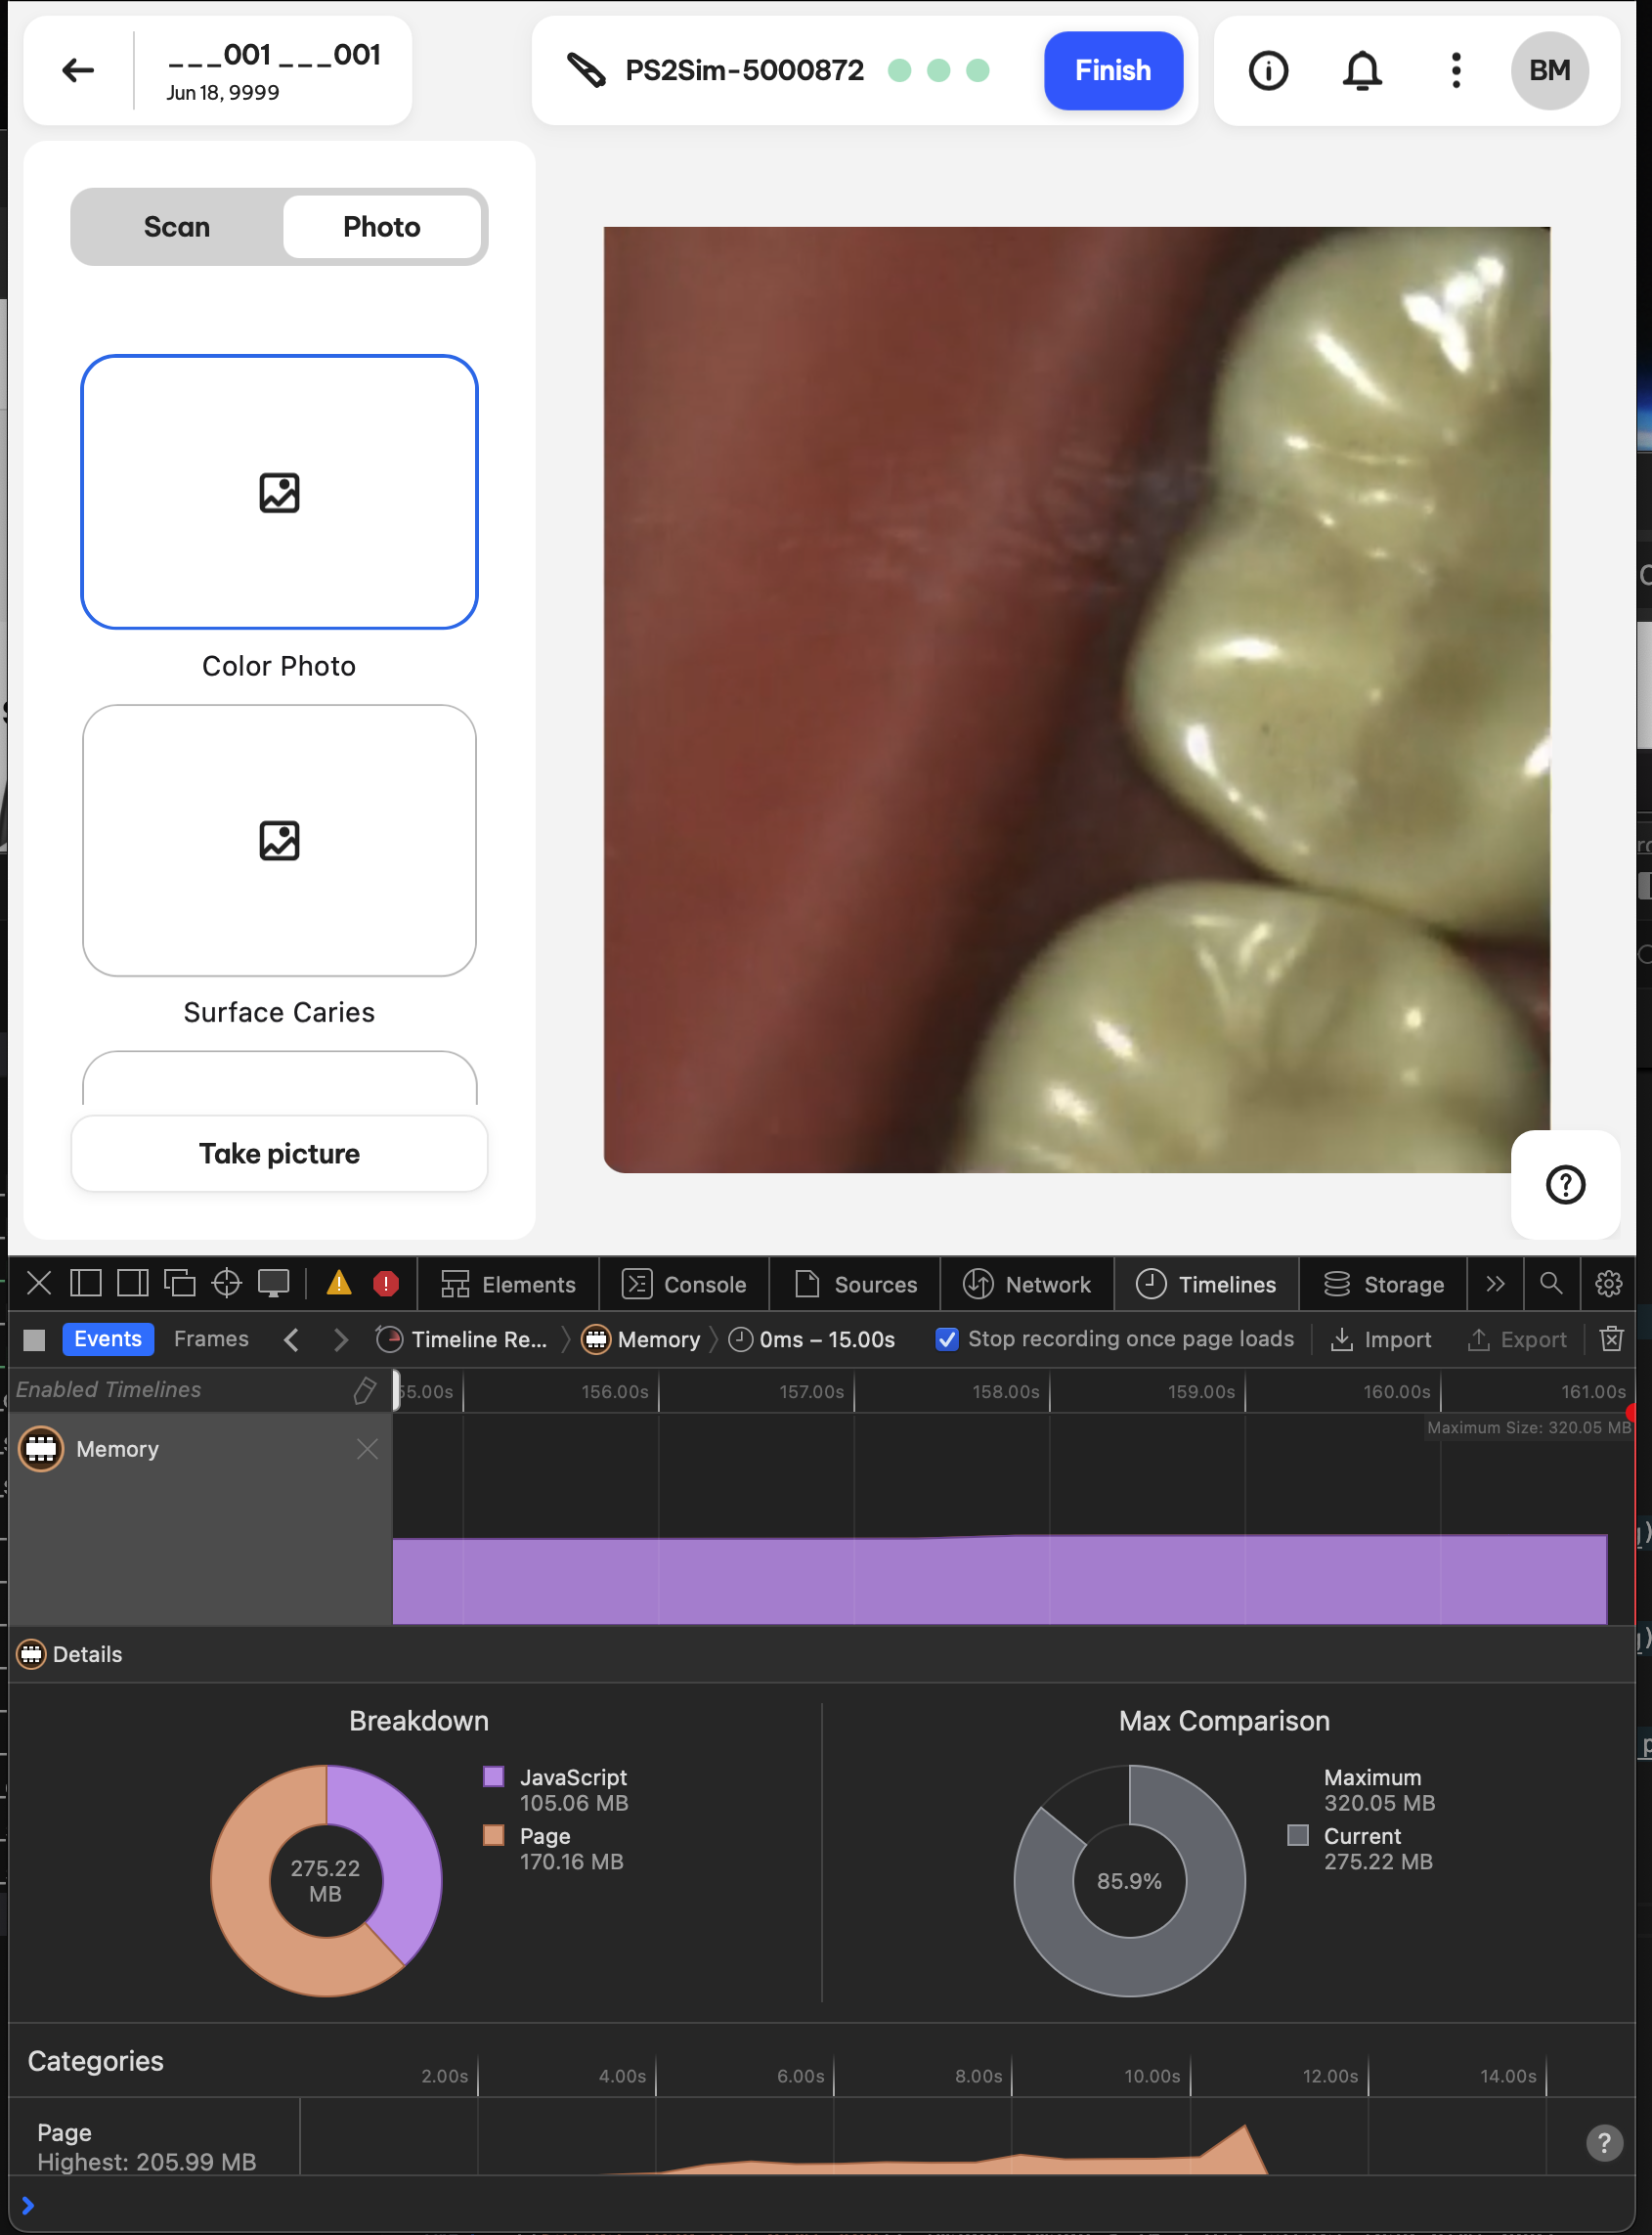 ___001 ___001
Jun 18, 9999
PS2Sim-5000872
Finish
BM
Scan
Photo
Color Photo
Surface Caries
Take picture
Elements
Console
Sources
Network
Timelines
Storage
Events
Frames
Timeline Re...
Memory
0ms – 15.00s
Stop recording once page loads
Import
Export
Enabled Timelines
156.00s
157.00s
158.00s
159.00s
160.00s
161.00s
Memory
Maximum Size: 320.05 MB
Details
Breakdown
275.22
MB
JavaScript
105.06 MB
Page
170.16 MB
Max Comparison
85.9%
Maximum
320.05 MB
Current
275.22 MB
Categories
2.00s
4.00s
6.00s
8.00s
10.00s
12.00s
14.00s
Page
Highest: 205.99 MB
?